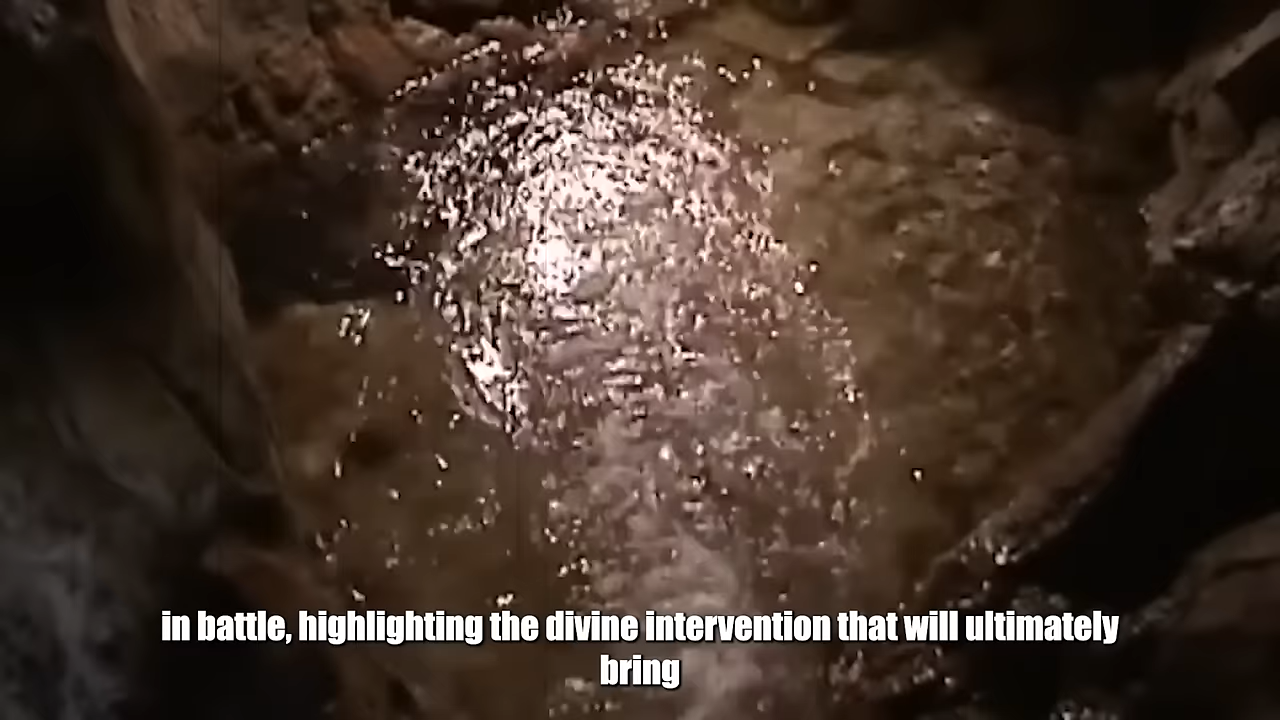 in battle, highlighting the divine intervention that will ultimately
bring